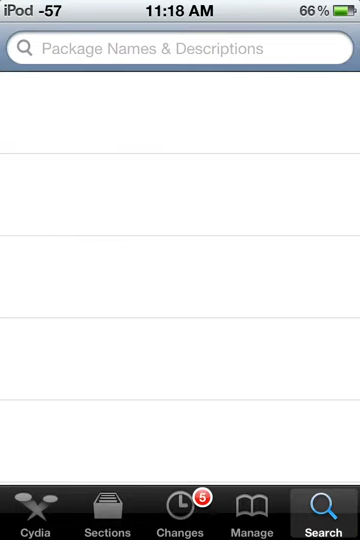 iPod -57 11:18 AM 66%
Package Names & Descriptions
5
Cydia Sections Changes Manage Search